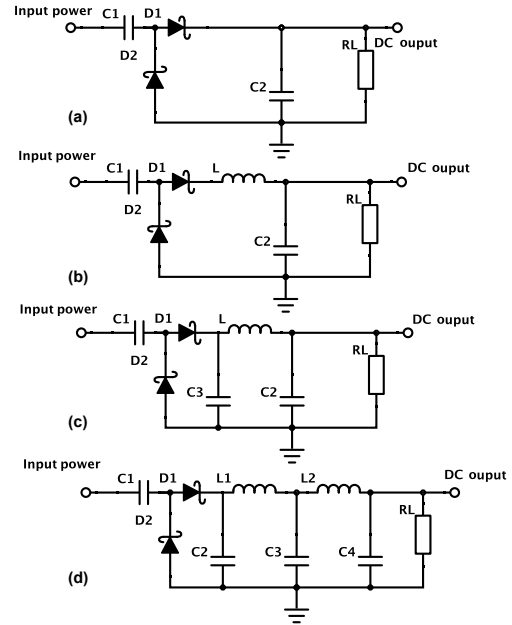 Input power
C1 D1
D2
C2
RL
DC ouput
(a)
Input power
C1 D1 L
D2
C2
RL
DC ouput
(b)
Input power
C1 D1 L
D2
C3 C2
RL
DC ouput
(c)
Input power
C1 D1 L1 L2
D2
C2 C3 C4
RL
DC ouput
(d)